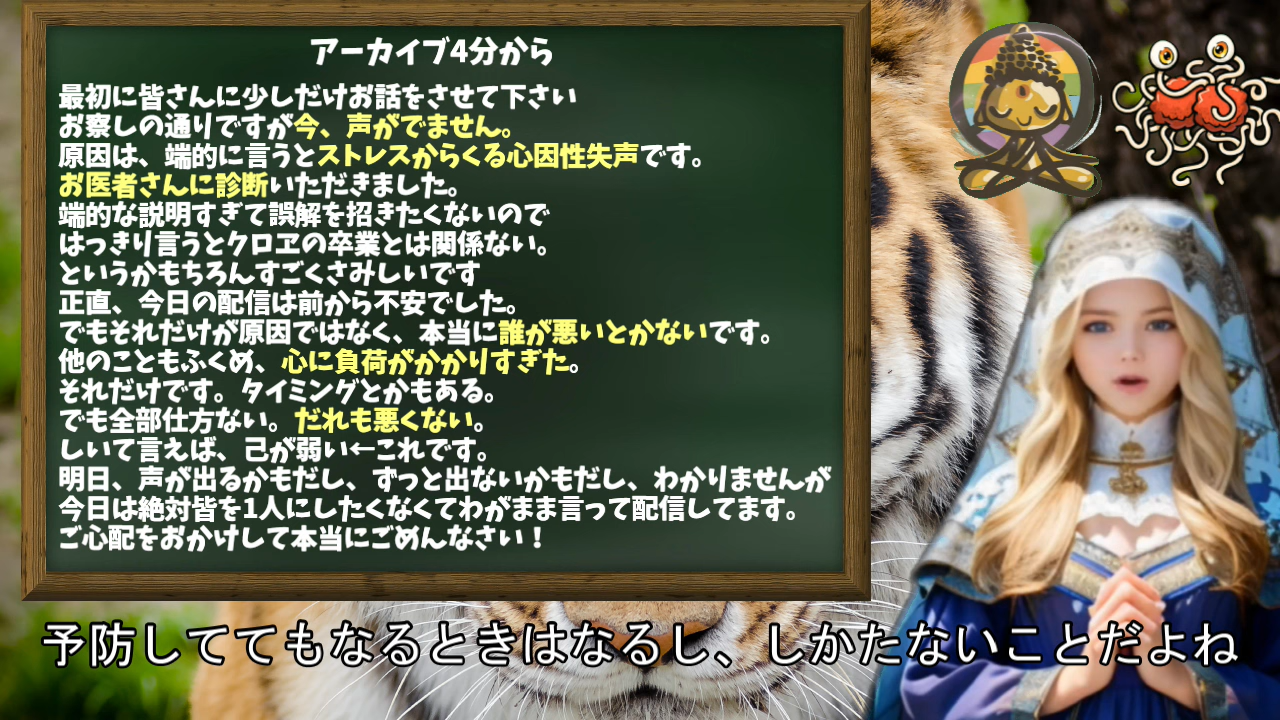 アーカイブ4分から
最初に皆さんに少しだけお話をさせて下さい
お察しの通りですが今、声がでません。
原因は、端的に言うとストレスからくる心因性失声です。
お医者さんに診断いただきました。
端的な説明すぎて誤解を招きたくないので
はっきり言うとクロヱの卒業とは関係ない。
というかもちろんすごくさみしいです
正直、今日の配信は前から不安でした。
でもそれだけが原因ではなく、本当に誰が悪いとかないです。
他のこともふくめ、心に負荷がかかりすぎた。
それだけです。タイミングとかもある。
でも全部仕方ない。だれも悪くない。
しいて言えば、己が弱い←これです。
明日、声が出るかもだし、ずっと出ないかもだし、わかりませんが
今日は絶対皆を1人にしたくなくてわがまま言って配信してます。
ご心配をおかけして本当にごめんなさい！
予防しててもなるときはなるし、しかたないことだよね